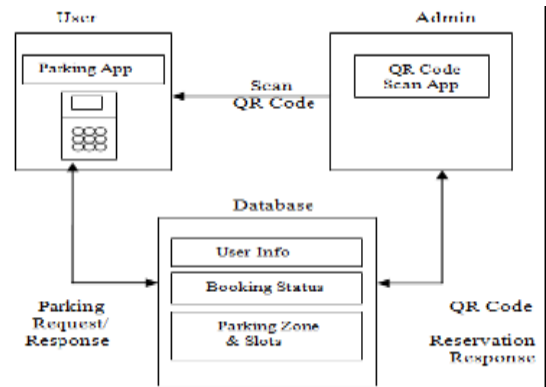 User
Admin
Parking App
QR Code
Scan App
Scan
QR Code
Database
User Info
Booking Status
Parking Zone
& Slots
Parking
Request/
Response
QR Code
Reservation
Response